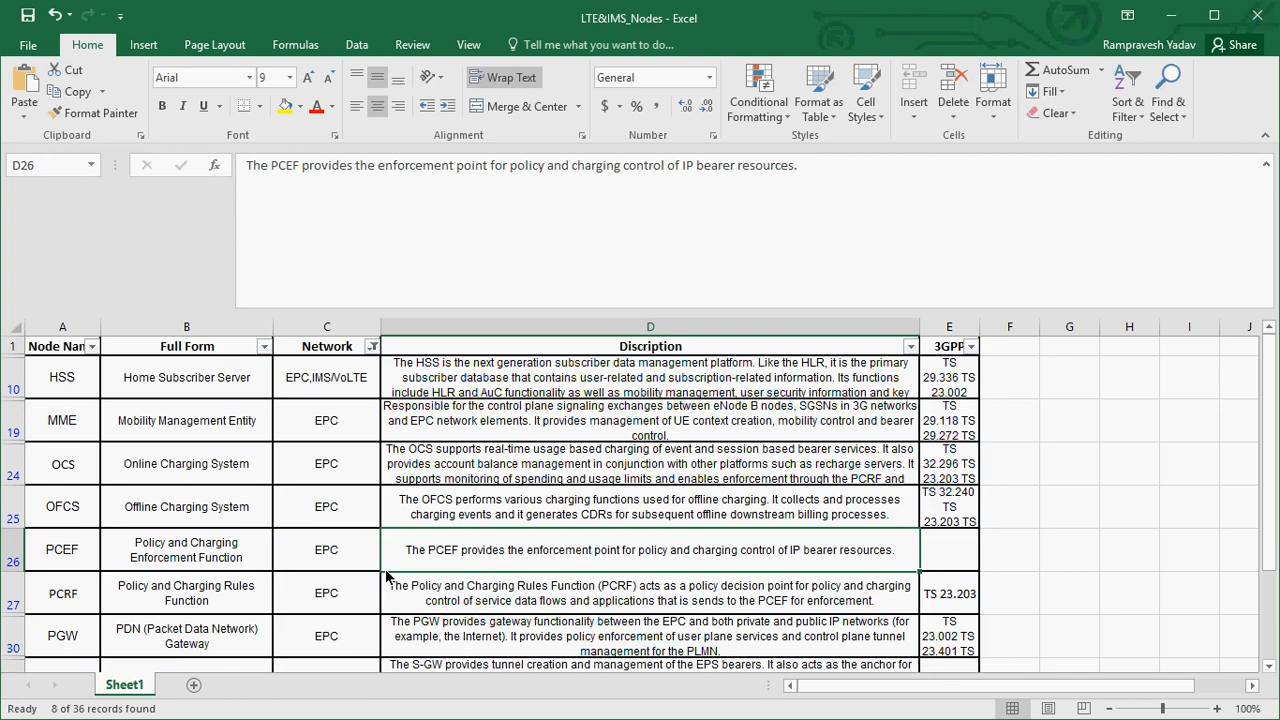 LTE&IMS_Nodes - Excel
File Home Insert Page Layout Formulas Data Review View Tell me what you want to do... Rampravesh Yadav Share
Paste Cut Copy Format Painter Clipboard
Arial 9 A A B I U A Font
Wrap Text Merge & Center Alignment
General $ % , Number
Conditional Formatting Format as Table Cell Styles Styles
Insert Delete Format Cells
AutoSum Fill Clear Sort & Filter Find & Select Editing
D26 fx The PCEF provides the enforcement point for policy and charging control of IP bearer resources.
A B C D E F G H I J
1 Node Nan Full Form Network Discription 3GPP
10 HSS Home Subscriber Server EPC,IMS/VoLTE The HSS is the next generation subscriber data management platform. Like the HLR, it is the primary subscriber database that contains user-related and subscription-related information. Its functions include HLR and AuC functionality as well as mobility management, user security information and key TS 29.336 TS 23.002
19 MME Mobility Management Entity EPC Responsible for the control plane signaling exchanges between eNode B nodes, SGSNs in 3G networks and EPC network elements. It provides management of UE context creation, mobility control and bearer control. TS 29.118 TS 29.272 TS
24 OCS Online Charging System EPC The OCS supports real-time usage based charging of event and session based bearer services. It also provides account balance management in conjunction with other platforms such as recharge servers. It supports monitoring of spending and usage limits and enables enforcement through the PCRF and TS 32.296 TS 23.203 TS
25 OFCS Offline Charging System EPC The OFCS performs various charging functions used for offline charging. It collects and processes charging events and it generates CDRs for subsequent offline downstream billing processes. TS 32.240 TS 23.203 TS
26 PCEF Policy and Charging Enforcement Function EPC The PCEF provides the enforcement point for policy and charging control of IP bearer resources.
27 PCRF Policy and Charging Rules Function EPC The Policy and Charging Rules Function (PCRF) acts as a policy decision point for policy and charging control of service data flows and applications that is sends to the PCEF for enforcement. TS 23.203
30 PGW PDN (Packet Data Network) Gateway EPC The PGW provides gateway functionality between the EPC and both private and public IP networks (for example, the Internet). It provides policy enforcement of user plane services and control plane tunnel management for the PLMN. TS 23.002 TS 23.401 TS
The S-GW provides tunnel creation and management of the EPS bearers. It also acts as the anchor for
Sheet1
Ready 8 of 36 records found 100%